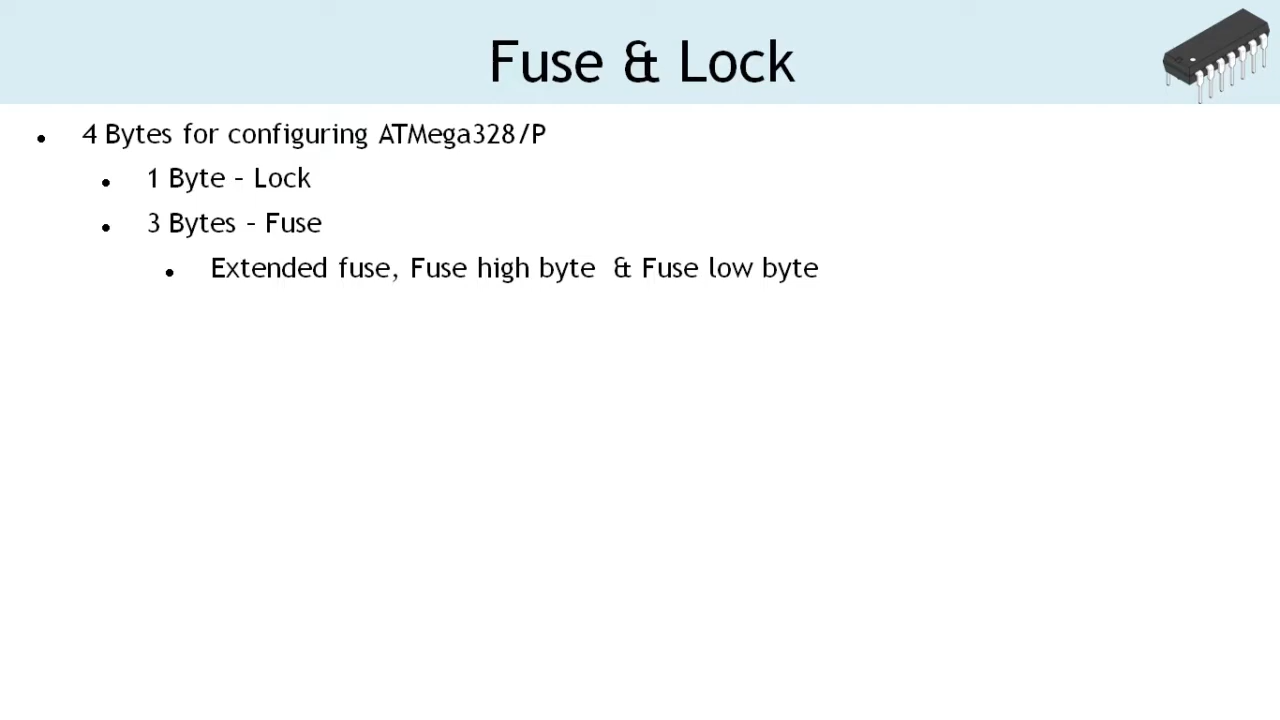 Fuse & Lock
• 4 Bytes for configuring ATMega328/P
• 1 Byte – Lock
• 3 Bytes – Fuse
• Extended fuse, Fuse high byte & Fuse low byte